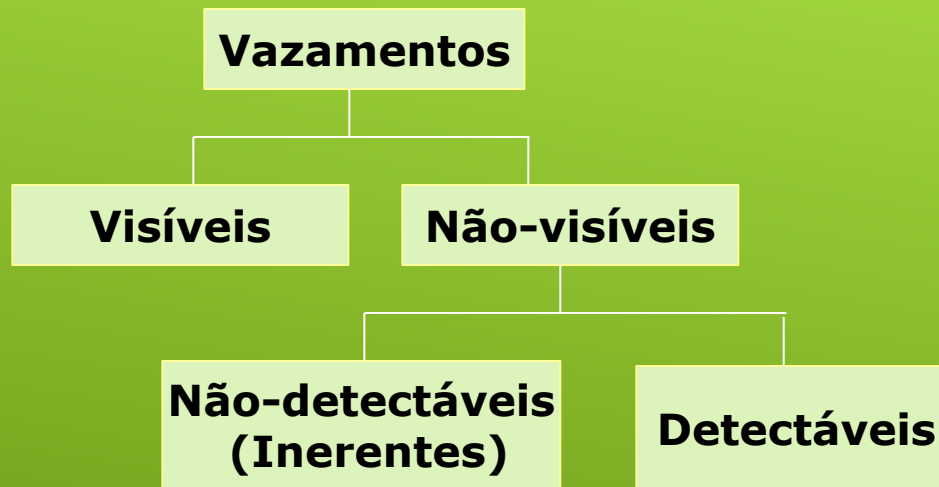 Vazamentos
Visíveis
Não-visíveis
Não-detectáveis
(Inerentes)
Detectáveis